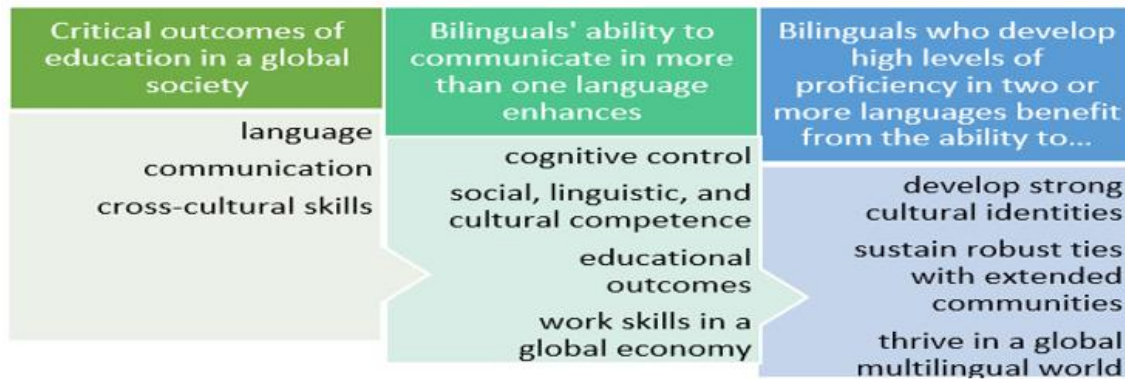 Critical outcomes of
education in a global
society
language
communication
cross-cultural skills
Bilinguals' ability to
communicate in more
than one language
enhances
cognitive control
social, linguistic, and
cultural competence
educational
outcomes
work skills in a
global economy
Bilinguals who develop
high levels of
proficiency in two or
more languages benefit
from the ability to...
develop strong
cultural identities
sustain robust ties
with extended
communities
thrive in a global
multilingual world